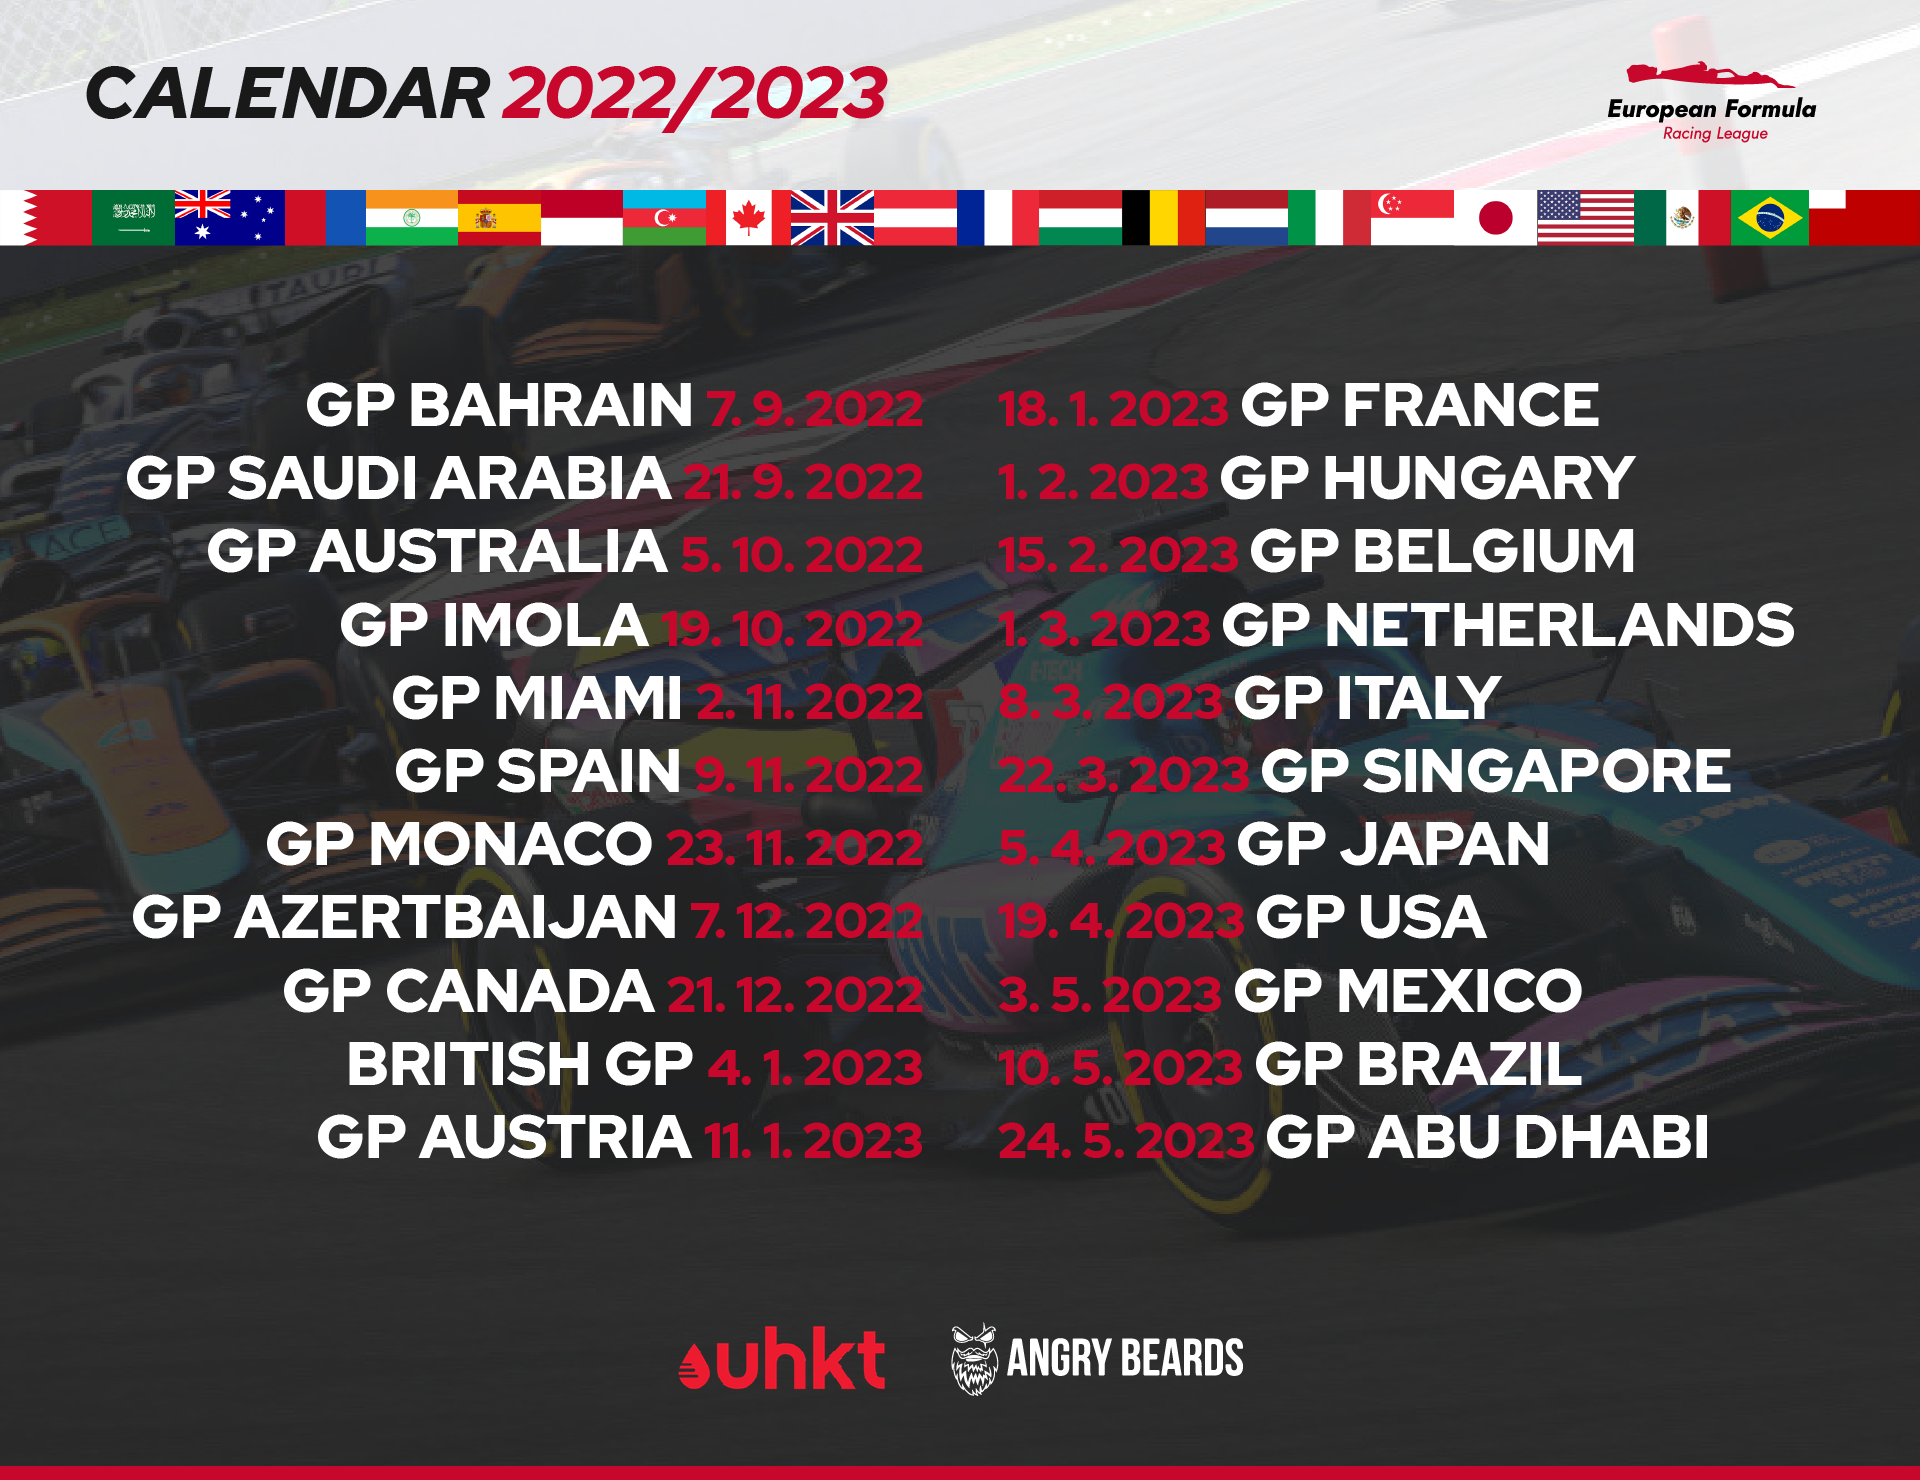 CALENDAR 2022/2023
European Formula
Racing League
TAURI
GP BAHRAIN 7. 9. 2022
GP SAUDI ARABIA 21. 9. 2022
GP AUSTRALIA 5. 10. 2022
GP IMOLA 19. 10. 2022
GP MIAMI 2. 11. 2022
GP SPAIN 9. 11. 2022
GP MONACO 23. 11. 2022
GP AZERTBAIJAN 7. 12. 2022
GP CANADA 21. 12. 2022
BRITISH GP 4. 1. 2023
GP AUSTRIA 11. 1. 2023
18. 1. 2023 GP FRANCE
1. 2. 2023 GP HUNGARY
15. 2. 2023 GP BELGIUM
1. 3. 2023 GP NETHERLANDS
8. 3. 2023 GP ITALY
22. 3. 2023 GP SINGAPORE
5. 4. 2023 GP JAPAN
19. 4. 2023 GP USA
3. 5. 2023 GP MEXICO
10. 5. 2023 GP BRAZIL
24. 5. 2023 GP ABU DHABI
uhkt
ANGRY BEARDS